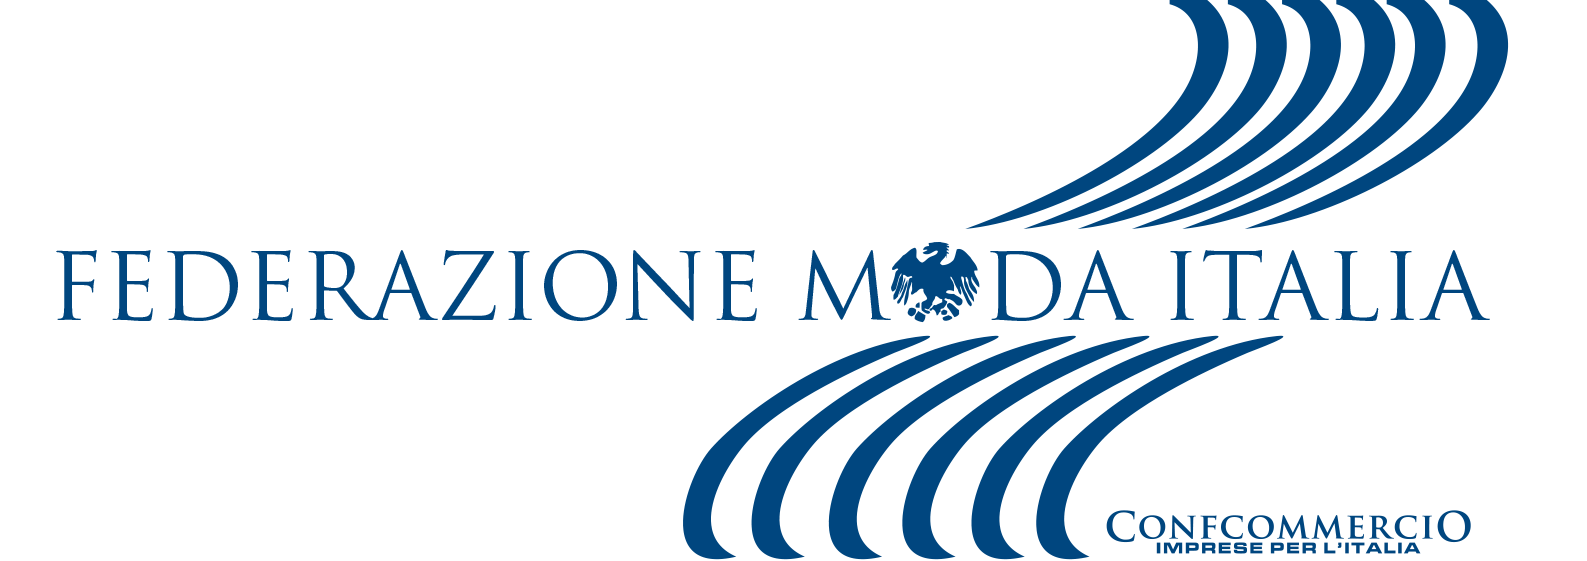 FEDERAZIONE MODA ITALIA
CONFCOMMERCIO
IMPRESE PER L'ITALIA